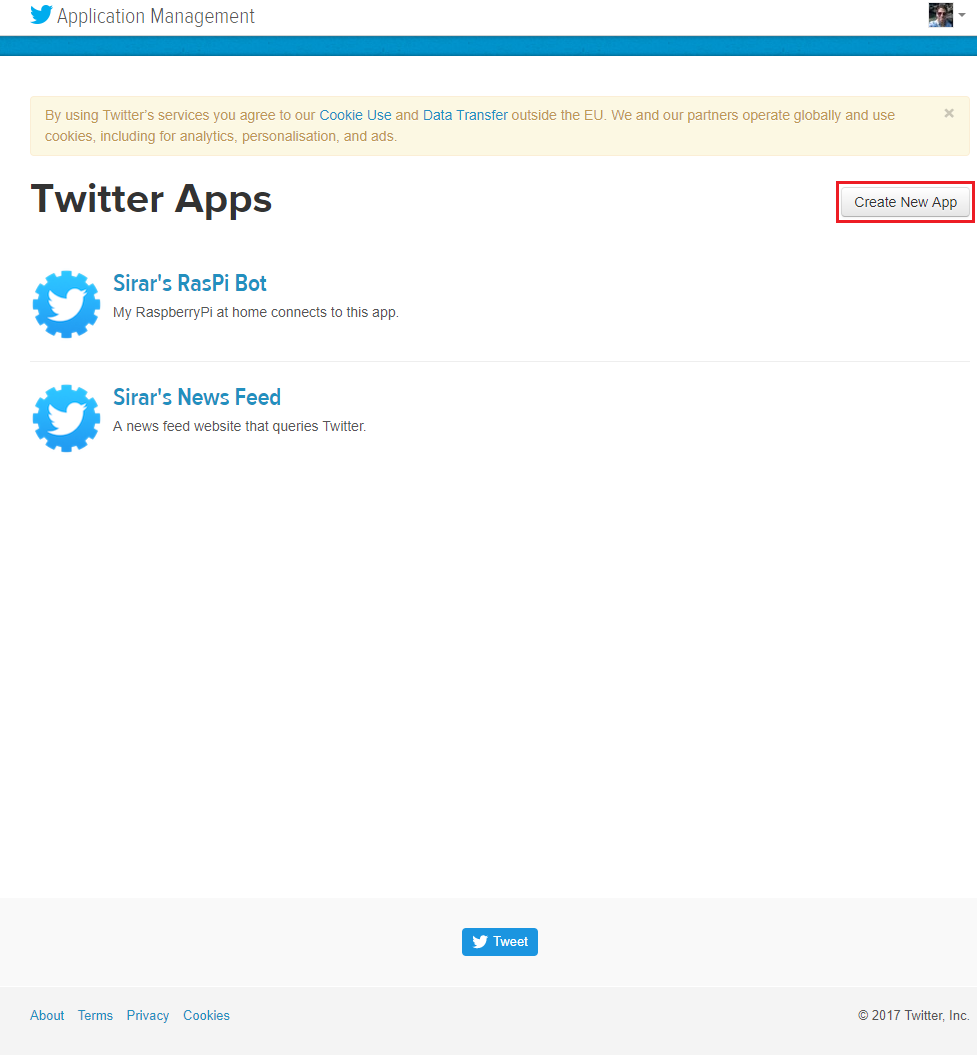 Application Management
By using Twitter's services you agree to our Cookie Use and Data Transfer outside the EU. We and our partners operate globally and use
cookies, including for analytics, personalisation, and ads.
×
Twitter Apps
Create New App
Sirar's RasPi Bot
My RaspberryPi at home connects to this app.
Sirar's News Feed
A news feed website that queries Twitter.
Tweet
About Terms Privacy Cookies
© 2017 Twitter, Inc.